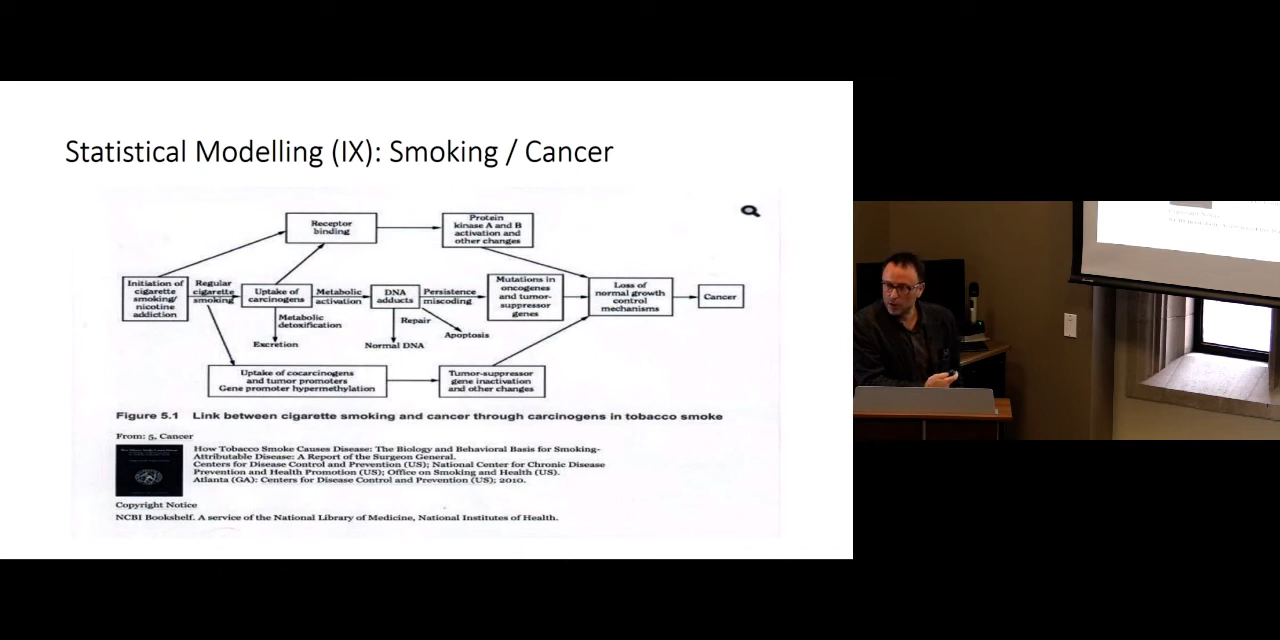 Statistical Modelling (IX): Smoking / Cancer
Receptor
binding
Protein
kinase A and B
activation and
other changes
Initiation of
cigarette
smoking/
nicotine
addiction
Regular
cigarette
smoking
Uptake of
carcinogens
Metabolic
activation
DNA
adducts
Persistence
miscoding
Mutations in
oncogenes
and tumor-
suppressor
genes
Loss of
normal growth
control
mechanisms
Cancer
Metabolic
detoxification
Excretion
Repair
Normal DNA
Apoptosis
Uptake of cocarcinogens
and tumor promoters
Gene promoter hypermethylation
Tumor-suppressor
gene inactivation
and other changes
Figure 5.1 Link between cigarette smoking and cancer through carcinogens in tobacco smoke
From: 5, Cancer
How Tobacco Smoke Causes Disease: The Biology and Behavioral Basis for Smoking-
Attributable Disease: A Report of the Surgeon General.
Centers for Disease Control and Prevention (US); National Center for Chronic Disease
Prevention and Health Promotion (US); Office on Smoking and Health (US).
Atlanta (GA): Centers for Disease Control and Prevention (US); 2010.
Copyright Notice
NCBI Bookshelf. A service of the National Library of Medicine, National Institutes of Health.